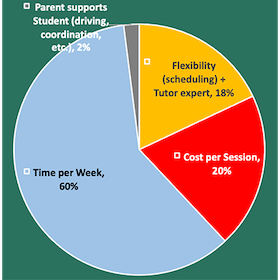 Parent supports
Student (driving,
coordination,
etc.), 2%
Flexibility
(scheduling) +
Tutor expert, 18%
Cost per Session,
20%
Time per Week,
60%